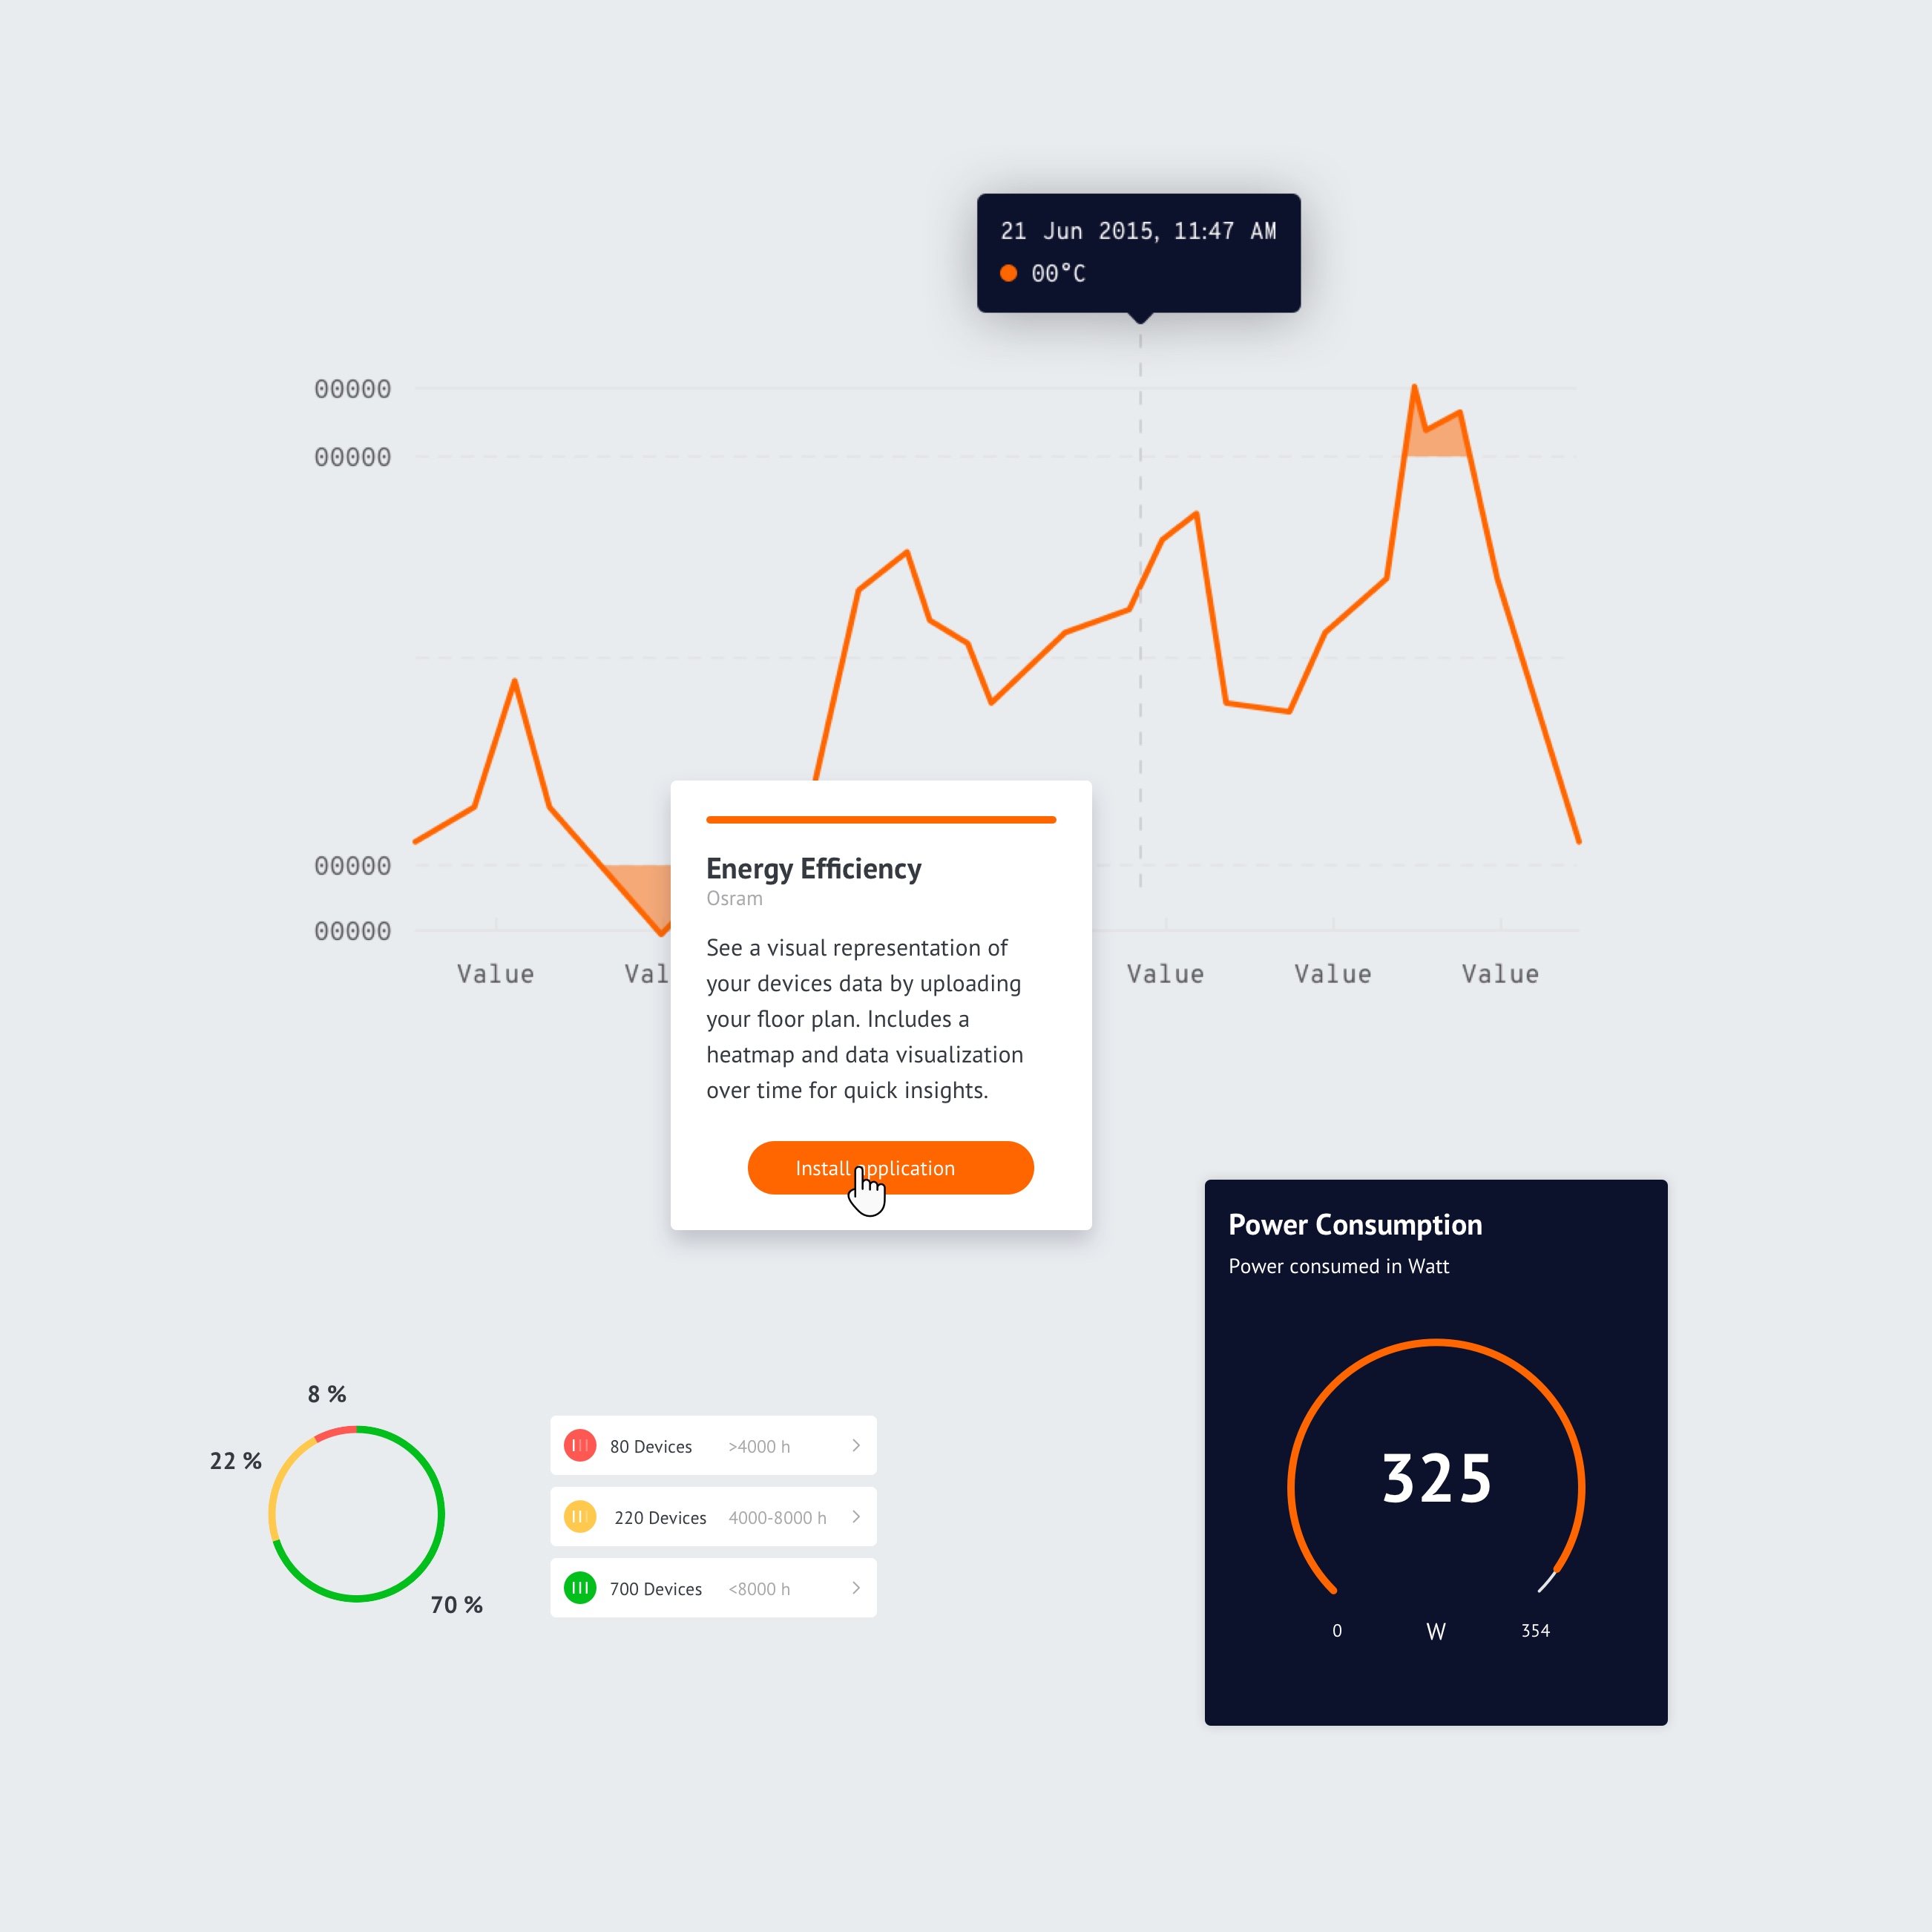 21 Jun 2015, 11:47 AM
00°C
00000
00000
00000
00000
Value
Val
Value
Value
Value
Energy Efficiency
Osram
See a visual representation of
your devices data by uploading
your floor plan. Includes a
heatmap and data visualization
over time for quick insights.
Install application
Power Consumption
Power consumed in Watt
325
0 W 354
8 %
22 %
70 %
80 Devices >4000 h
220 Devices 4000-8000 h
700 Devices <8000 h